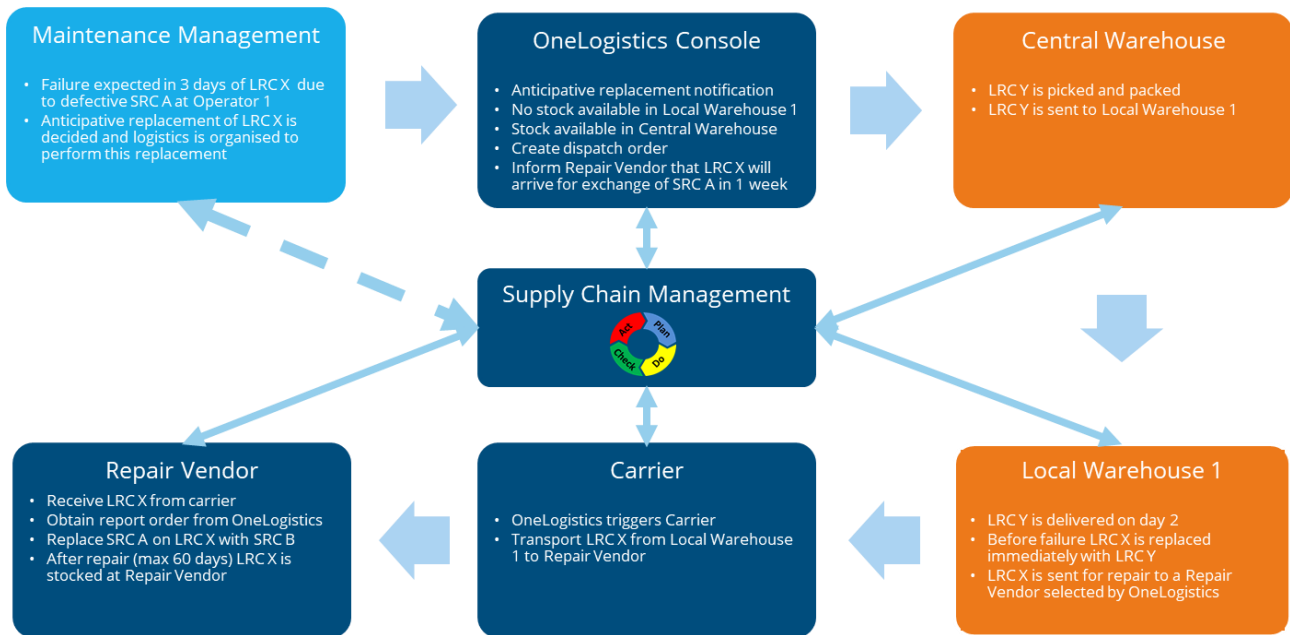 Maintenance Management
• Failure expected in 3 days of LRC X due
to defective SRC A at Operator 1
• Anticipative replacement of LRC X is
decided and logistics is organised to
perform this replacement
OneLogistics Console
• Anticipative replacement notification
• No stock available in Local Warehouse 1
• Stock available in Central Warehouse
• Create dispatch order
• Inform Repair Vendor that LRC X will
arrive for exchange of SRC A in 1 week
Central Warehouse
• LRC Y is picked and packed
• LRC Y is sent to Local Warehouse 1
Supply Chain Management
Act
Plan
Check
Do
Repair Vendor
• Receive LRC X from carrier
• Obtain report order from OneLogistics
• Replace SRC A on LRC X with SRC B
• After repair (max 60 days) LRC X is
stocked at Repair Vendor
Carrier
• OneLogistics triggers Carrier
• Transport LRC X from Local Warehouse
1 to Repair Vendor
Local Warehouse 1
• LRC Y is delivered on day 2
• Before failure LRC X is replaced
immediately with LRC Y
• LRC X is sent for repair to a Repair
Vendor selected by OneLogistics